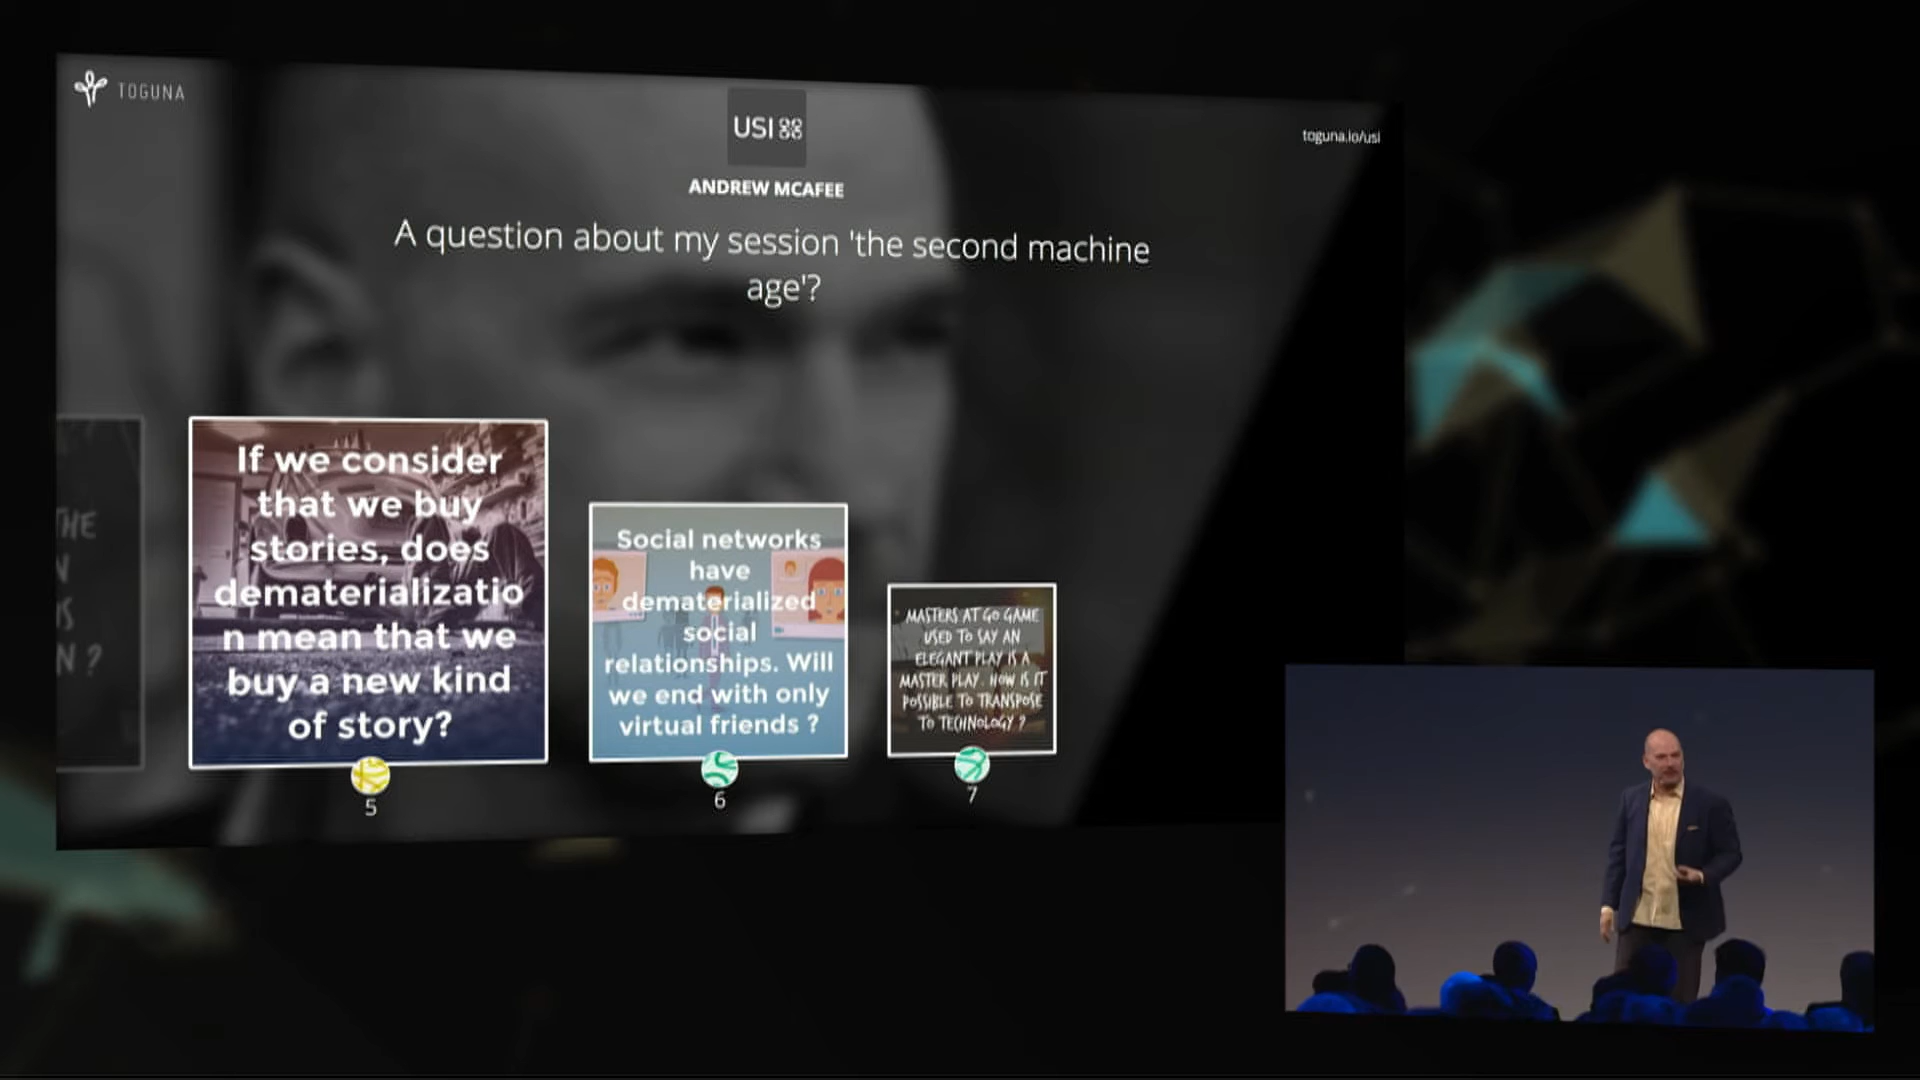 TOGUNA
USI
toguna.io/usi
ANDREW MCAFEE
A question about my session 'the second machine
age'?
THE
N ?
If we consider
that we buy
stories, does
dematerializatio
n mean that we
buy a new kind
of story?
5
Social networks
have
dematerialized
social
relationships. Will
we end with only
virtual friends ?
6
MASTERS AT GO GAME
USED TO SAY AN
ELEGANT PLAY IS A
MASTER PLAY. HOW IS IT
POSSIBLE TO TRANSPOSE
TO TECHNOLOGY ?
7